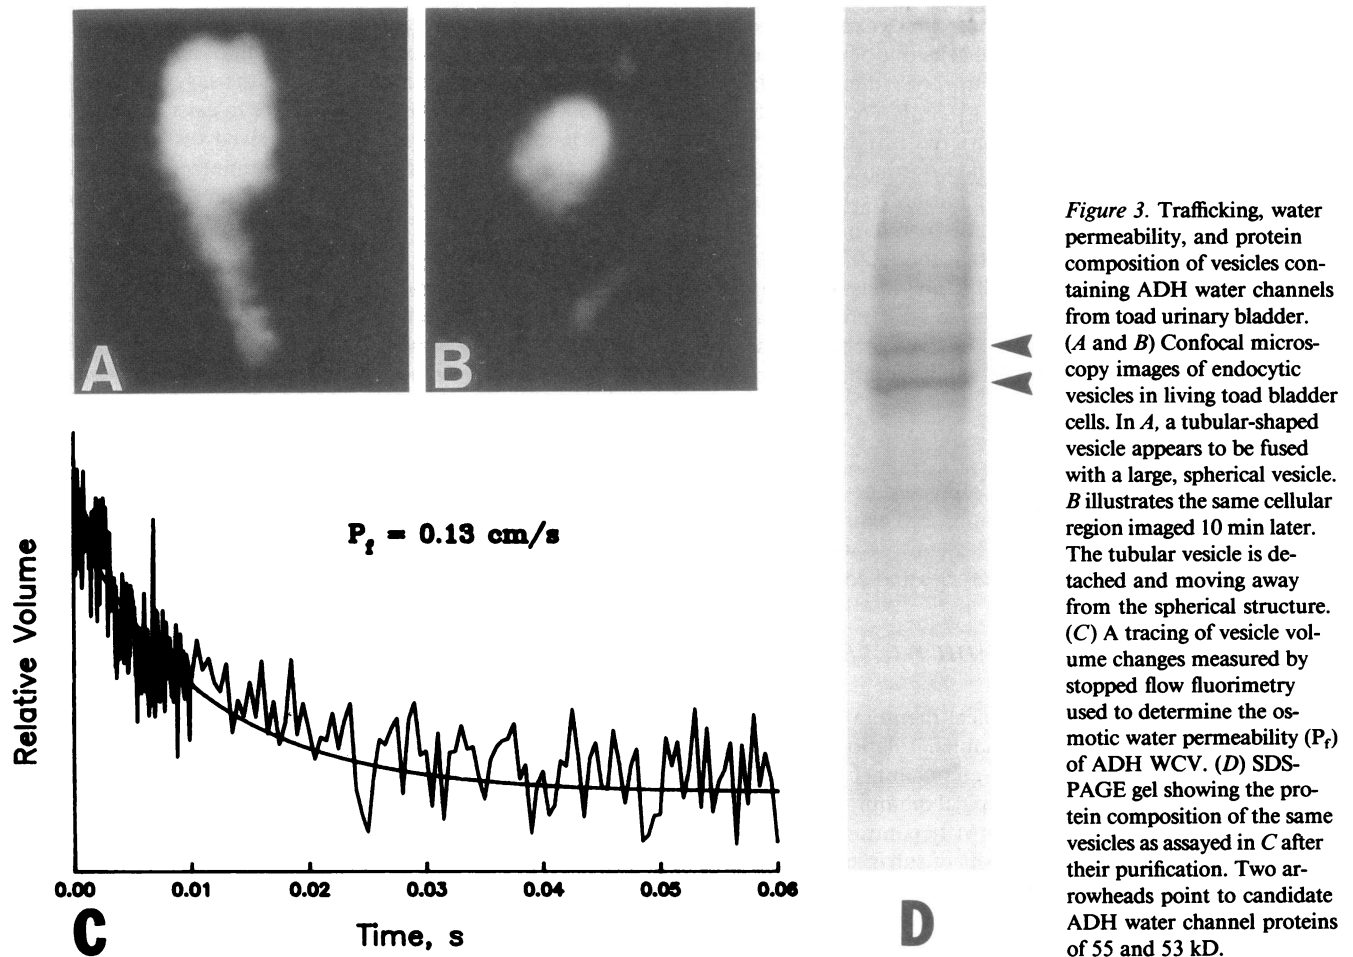 A
B
P_f = 0.13 cm/s
Relative Volume
0.00 0.01 0.02 0.03 0.04 0.05 0.06
Time, s
C
D
Figure 3. Trafficking, water
permeability, and protein
composition of vesicles con-
taining ADH water channels
from toad urinary bladder.
(A and B) Confocal micros-
copy images of endocytic
vesicles in living toad bladder
cells. In A, a tubular-shaped
vesicle appears to be fused
with a large, spherical vesicle.
B illustrates the same cellular
region imaged 10 min later.
The tubular vesicle is de-
tached and moving away
from the spherical structure.
(C) A tracing of vesicle vol-
ume changes measured by
stopped flow fluorimetry
used to determine the os-
motic water permeability (P_f)
of ADH WCV. (D) SDS-
PAGE gel showing the pro-
tein composition of the same
vesicles as assayed in C after
their purification. Two ar-
rowheads point to candidate
ADH water channel proteins
of 55 and 53 kD.